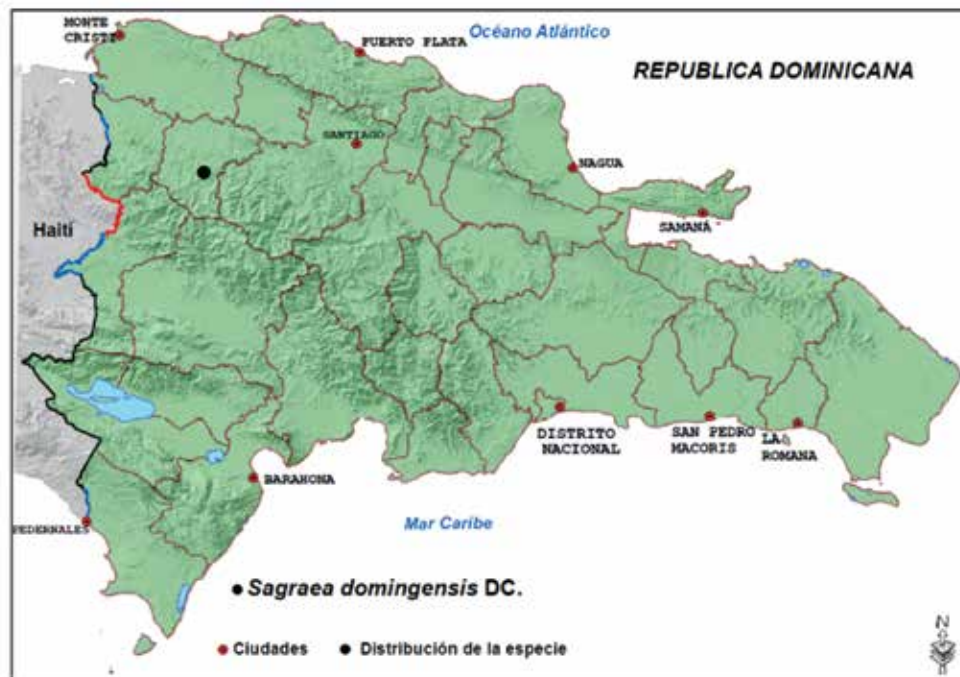 MONTE
CRISTI
PUERTO PLATA
Océano Atlántico
REPUBLICA DOMINICANA
SANTIAGO
NAGUA
SAMANÁ
Haití
DISTRITO
NACIONAL
SAN PEDRO
MACORIS
LA
ROMANA
BARAHONA
PEDERNALES
Mar Caribe
Sagraea domingensis DC.
Ciudades
Distribución de la especie
N